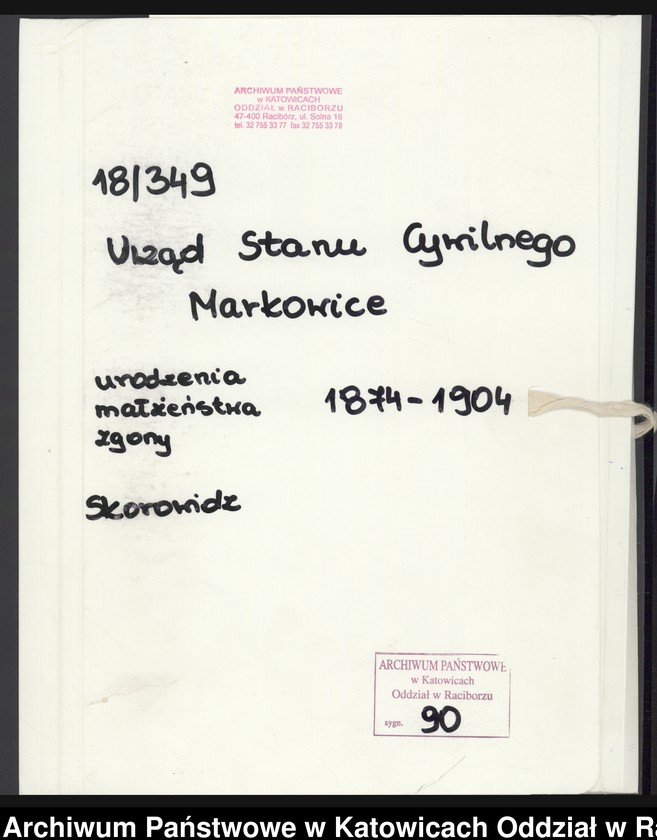 ARCHIWUM PAŃSTWOWE
w KATOWICACH
ODDZIAŁ w RACIBORZU
47-400 Racibórz, ul. Solna 18
tel. 32 755 33 77 fax 32 755 33 78
18/349
Urząd Stanu Cywilnego
Markowice
urodzenia
małżeństwa
zgony
1874-1904
Skorowidz
ARCHIWUM PAŃSTWOWE
w Katowicach
Oddział w Raciborzu
sygn. 90
Archiwum Państwowe w Katowicach Oddział w Ra